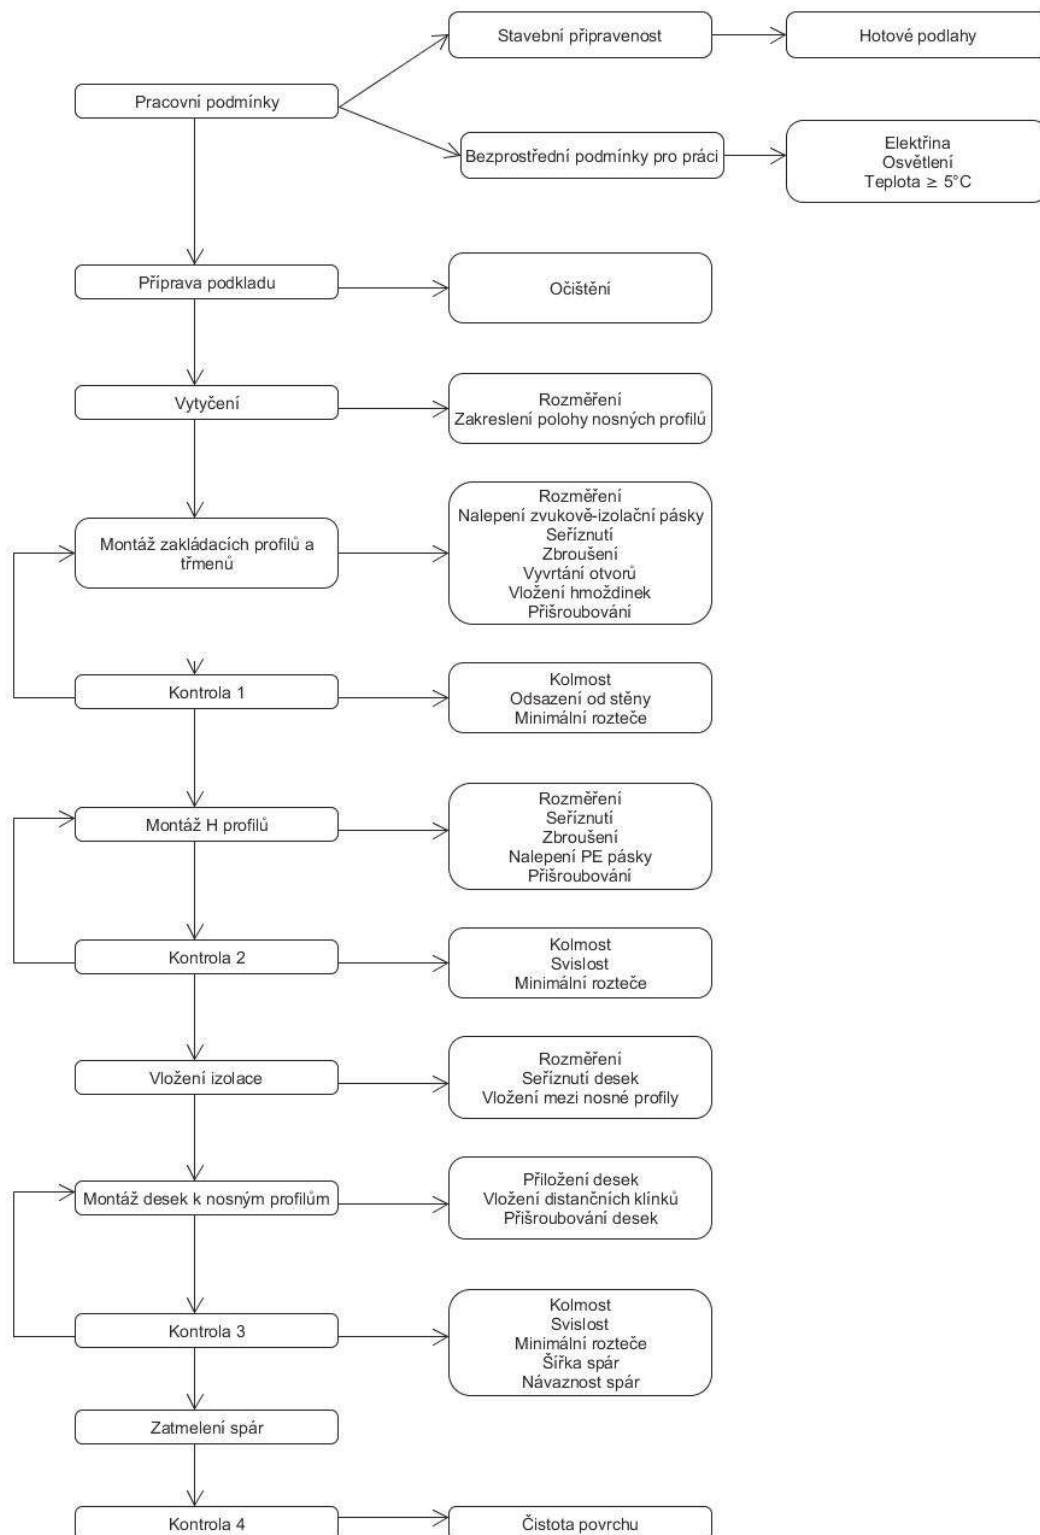 Stavební připravenost
Hotové podlahy
Pracovní podmínky
Bezprostřední podmínky pro práci
Elektřina
Osvětlení
Teplota ≥ 5°C
Příprava podkladu
Očištění
Vytyčení
Rozměření
Zakreslení polohy nosných profilů
Montáž zakládacích profilů a
třmenů
Rozměření
Nalepení zvukově-izolační pásky
Seříznutí
Zbroušení
Vyvrtání otvorů
Vložení hmoždinek
Přišroubování
Kontrola 1
Kolmost
Odsazení od stěny
Minimální rozteče
Montáž H profilů
Rozměření
Seříznutí
Zbroušení
Nalepení PE pásky
Přišroubování
Kontrola 2
Kolmost
Svislost
Minimální rozteče
Vložení izolace
Rozměření
Seříznutí desek
Vložení mezi nosné profily
Montáž desek k nosným profilům
Přiložení desek
Vložení distančních klínků
Přišroubování desek
Kontrola 3
Kolmost
Svislost
Minimální rozteče
Šířka spár
Návaznost spár
Zatmelení spár
Kontrola 4
Čistota povrchu